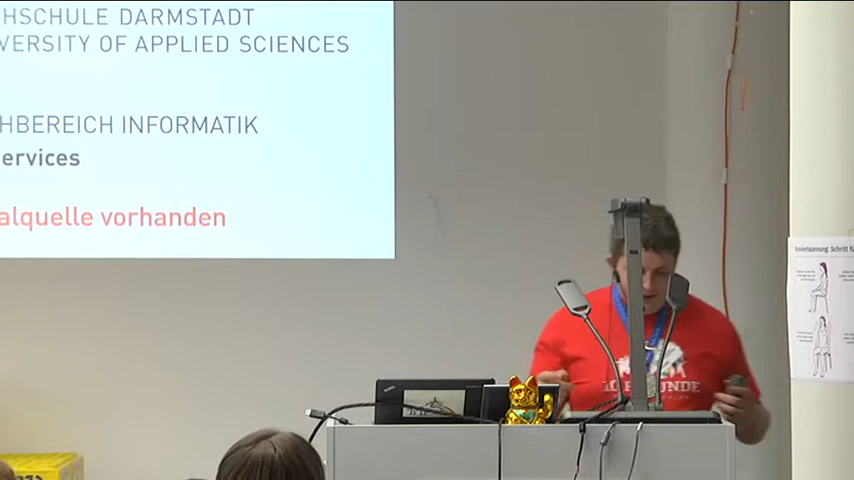 HSCHULE DARMSTADT
VERSITY OF APPLIED SCIENCES
HBEREICH INFORMATIK
ervices
alquelle vorhanden